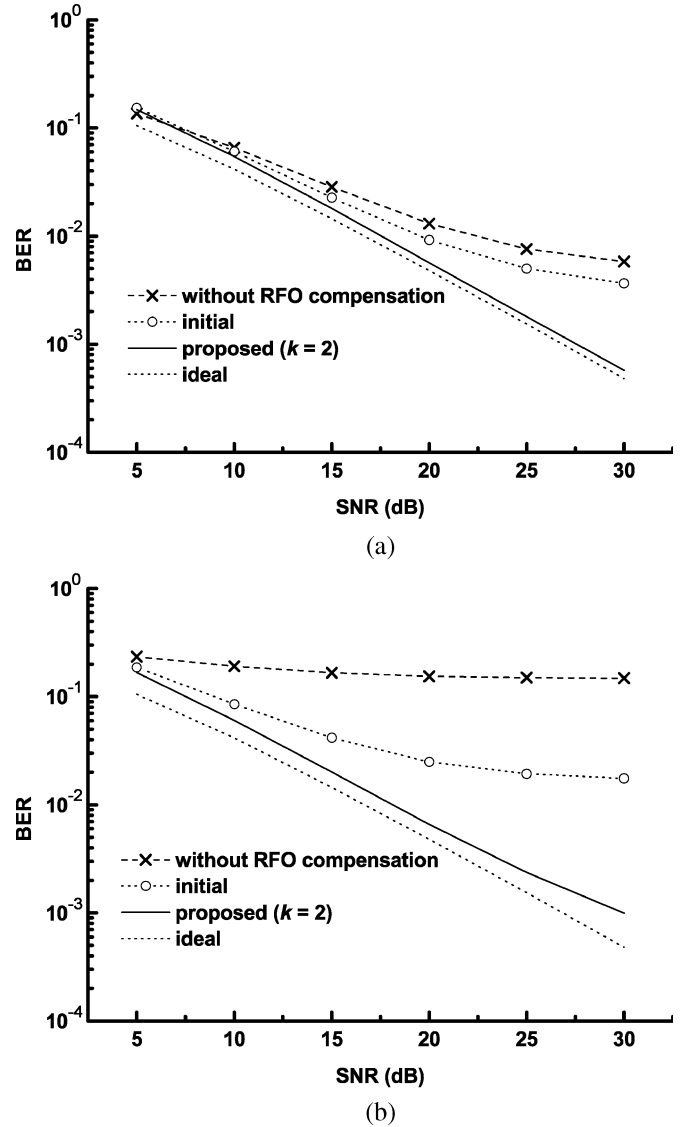 10^0
10^-1
10^-2
10^-3
10^-4
BER
without RFO compensation
initial
proposed (k = 2)
ideal
5 10 15 20 25 30
SNR (dB)
(a)
10^0
10^-1
10^-2
10^-3
10^-4
BER
without RFO compensation
initial
proposed (k = 2)
ideal
5 10 15 20 25 30
SNR (dB)
(b)